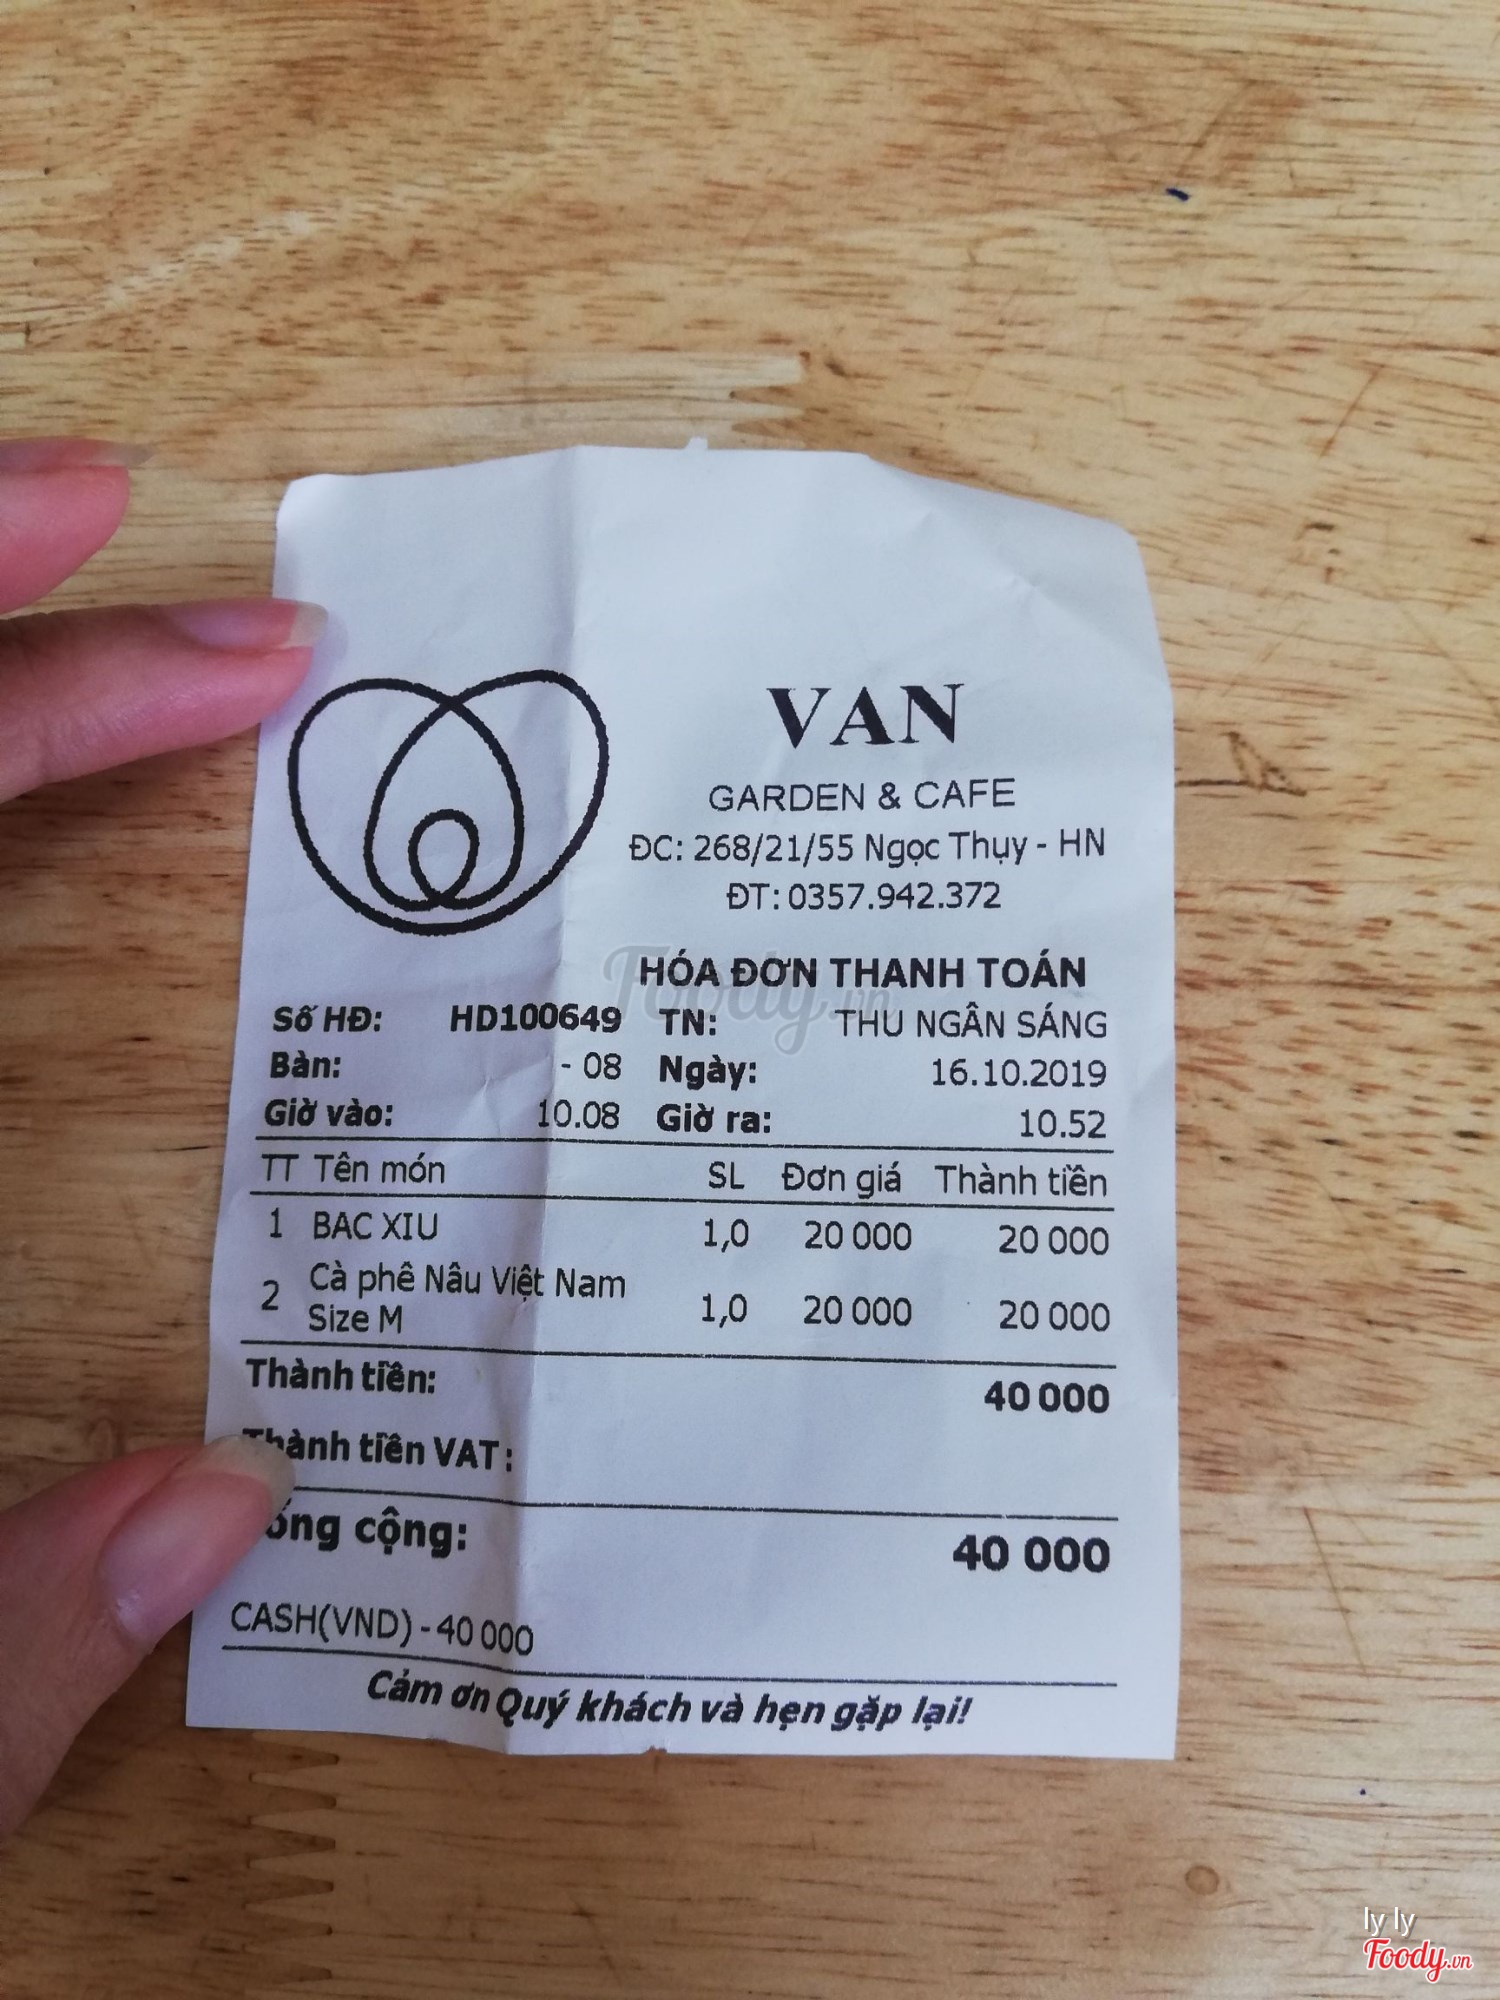 VAN
GARDEN & CAFE
ĐC: 268/21/55 Ngọc Thụy - HN
ĐT: 0357.942.372
HÓA ĐƠN THANH TOÁN
Số HĐ: HD100649 TN: THU NGÂN SÁNG
Bàn: - 08 Ngày: 16.10.2019
Giờ vào: 10.08 Giờ ra: 10.52
TT Tên món SL Đơn giá Thành tiền
1 BAC XIU 1,0 20 000 20 000
2 Cà phê Nâu Việt Nam Size M 1,0 20 000 20 000
Thành tiền: 40 000
Thành tiền VAT:
Tổng cộng: 40 000
CASH(VND) - 40 000
Cảm ơn Quý khách và hẹn gặp lại!
Foody.vn
ly ly
Foody.vn